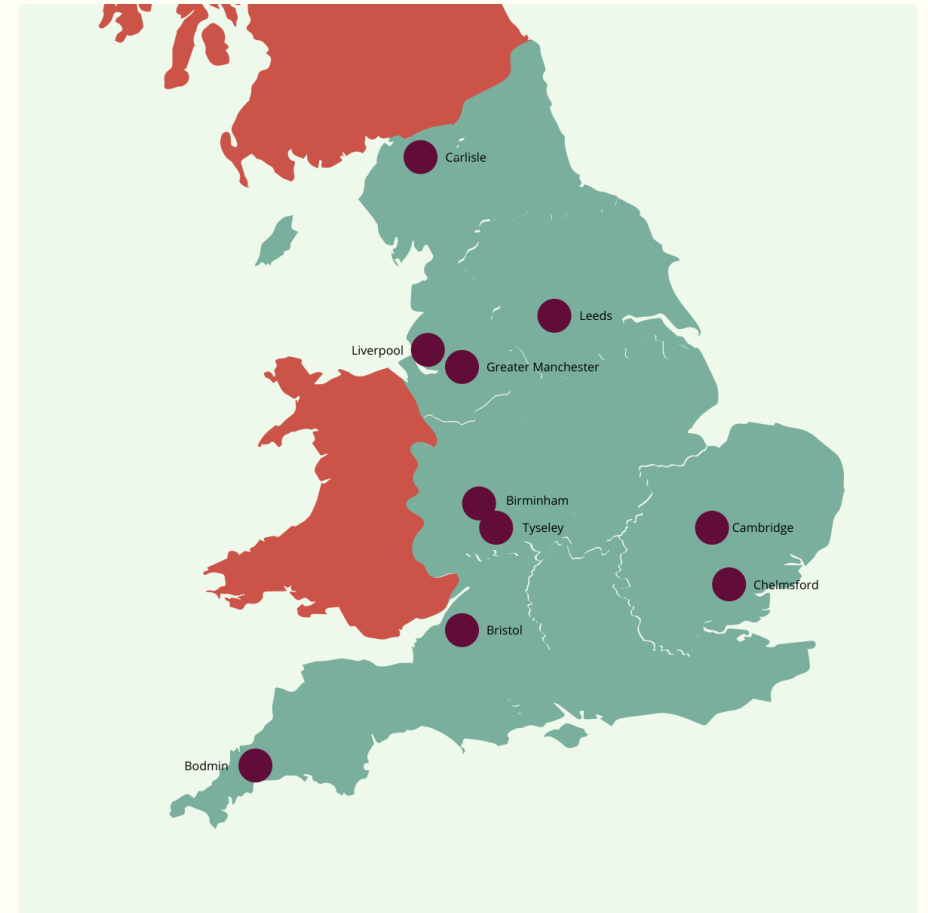 Carlisle
Leeds
Liverpool
Greater Manchester
Birminham
Tyseley
Cambridge
Chelmsford
Bristol
Bodmin